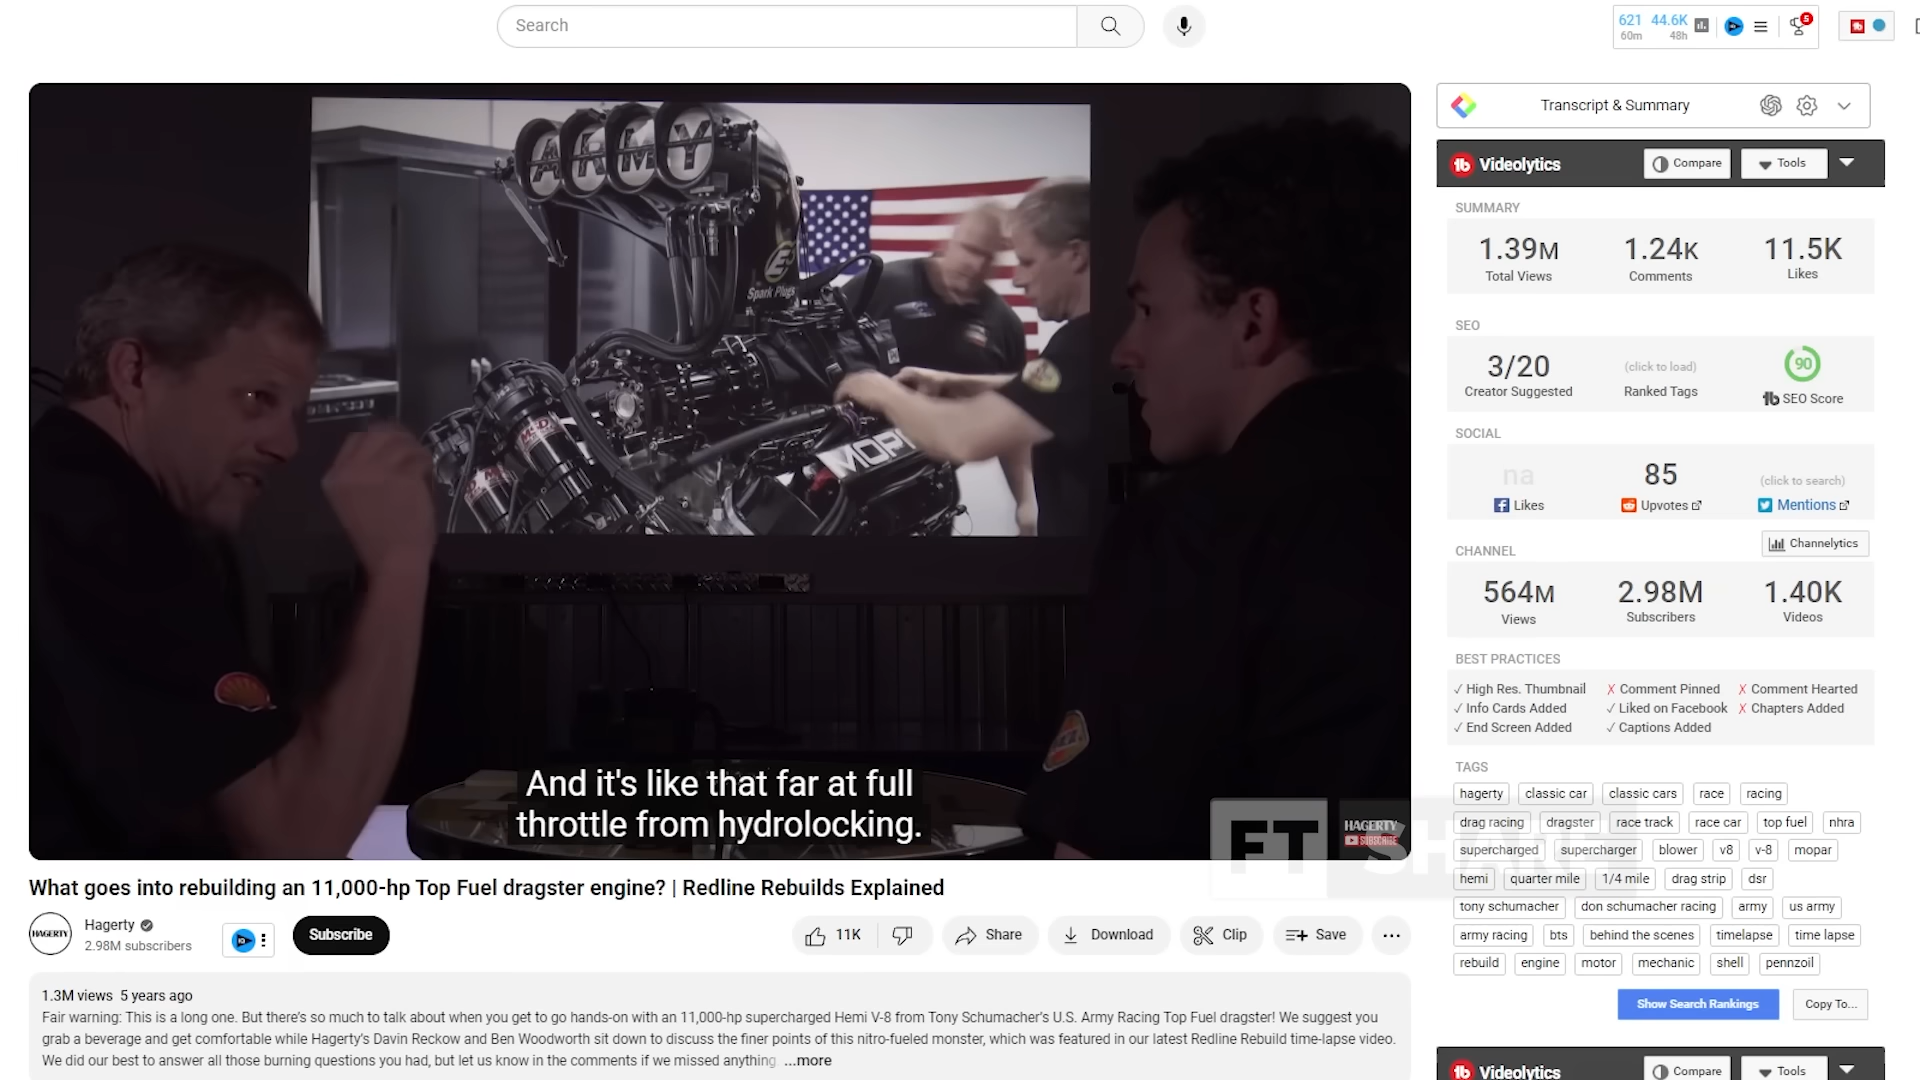 Search
621 44.6K
60m 48h
5
ARMY
E
Spark Plugs
MSD
MOP
And it's like that far at full
throttle from hydrolocking.
HAGERTY
SUBSCRIBE
FT SHARE
What goes into rebuilding an 11,000-hp Top Fuel dragster engine? | Redline Rebuilds Explained
HAGERTY
Hagerty
2.98M subscribers
Subscribe
11K
Share
Download
Clip
Save
1.3M views 5 years ago
Fair warning: This is a long one. But there's so much to talk about when you get to go hands-on with an 11,000-hp supercharged Hemi V-8 from Tony Schumacher's U.S. Army Racing Top Fuel dragster! We suggest you
grab a beverage and get comfortable while Hagerty's Davin Reckow and Ben Woodworth sit down to discuss the finer points of this nitro-fueled monster, which was featured in our latest Redline Rebuild time-lapse video.
We did our best to answer all those burning questions you had, but let us know in the comments if we missed anything. ...more
Transcript & Summary
Videolytics
Compare
Tools
SUMMARY
1.39M 1.24K 11.5K
Total Views Comments Likes
SEO
3/20 (click to load) 90
Creator Suggested Ranked Tags SEO Score
SOCIAL
na 85 (click to search)
Likes Upvotes Mentions
CHANNEL
Channelytics
564M 2.98M 1.40K
Views Subscribers Videos
BEST PRACTICES
✓ High Res. Thumbnail ✗ Comment Pinned ✗ Comment Hearted
✓ Info Cards Added ✓ Liked on Facebook ✗ Chapters Added
✓ End Screen Added ✓ Captions Added
TAGS
hagerty classic car classic cars race racing
drag racing dragster race track race car top fuel nhra
supercharged supercharger blower v8 v-8 mopar
hemi quarter mile 1/4 mile drag strip dsr
tony schumacher don schumacher racing army us army
army racing bts behind the scenes timelapse time lapse
rebuild engine motor mechanic shell pennzoil
Show Search Rankings
Copy To...
Videolytics
Compare
Tools